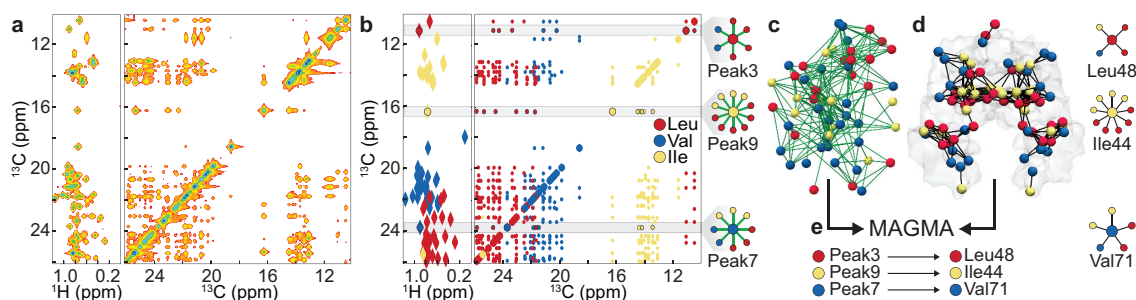 a
b
c
d
12
16
20
24
¹³C (ppm)
1.0 0.2
¹H (ppm)
24 20 16 12
¹³C (ppm)
12
16
20
24
¹³C (ppm)
1.0 0.2
¹H (ppm)
24 20 16 12
¹³C (ppm)
Leu
Val
Ile
Peak3
Peak9
Peak7
Leu48
Ile44
Val71
e MAGMA
Peak3 Leu48
Peak9 Ile44
Peak7 Val71